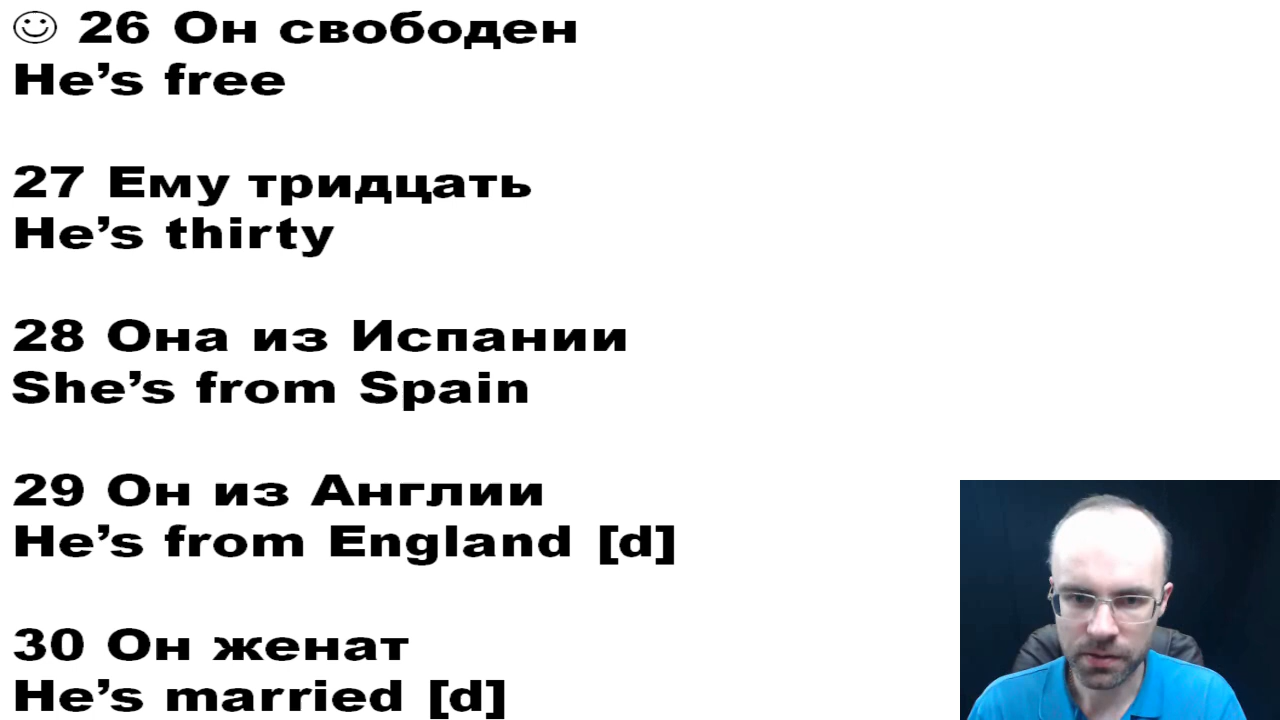 ☺ 26 Он свободен
He’s free
27 Ему тридцать
He’s thirty
28 Она из Испании
She’s from Spain
29 Он из Англии
He’s from England [d]
30 Он женат
He’s married [d]